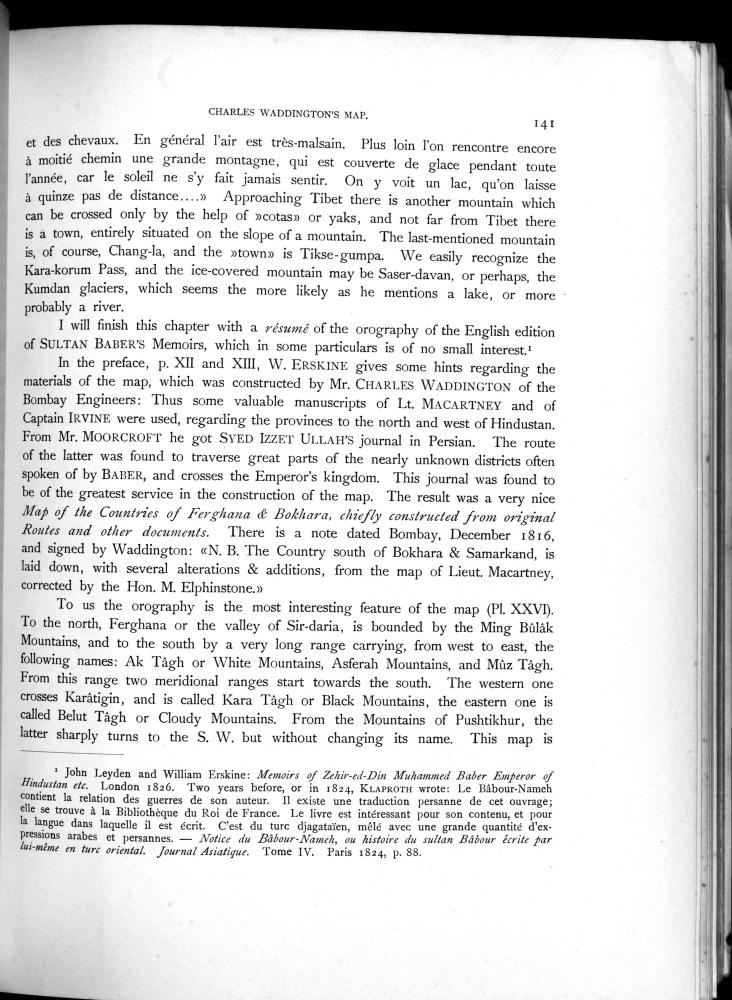 CHARLES WADDINGTON'S MAP.
141
et des chevaux. En général l'air est très-malsain. Plus loin l'on rencontre encore
à moitié chemin une grande montagne, qui est couverte de glace pendant toute
l'année, car le soleil ne s'y fait jamais sentir. On y voit un lac, qu'on laisse
à quinze pas de distance....» Approaching Tibet there is another mountain which
can be crossed only by the help of »cotas» or yaks, and not far from Tibet there
is a town, entirely situated on the slope of a mountain. The last-mentioned mountain
is, of course, Chang-la, and the »town» is Tikse-gumpa. We easily recognize the
Kara-korum Pass, and the ice-covered mountain may be Saser-davan, or perhaps, the
Kumdan glaciers, which seems the more likely as he mentions a lake, or more
probably a river.
I will finish this chapter with a résumé of the orography of the English edition
of SULTAN BABER'S Memoirs, which in some particulars is of no small interest.¹
In the preface, p. XII and XIII, W. ERSKINE gives some hints regarding the
materials of the map, which was constructed by Mr. CHARLES WADDINGTON of the
Bombay Engineers: Thus some valuable manuscripts of Lt. MACARTNEY and of
Captain IRVINE were used, regarding the provinces to the north and west of Hindustan.
From Mr. MOORCROFT he got SYED IZZET ULLAH'S journal in Persian. The route
of the latter was found to traverse great parts of the nearly unknown districts often
spoken of by BABER, and crosses the Emperor's kingdom. This journal was found to
be of the greatest service in the construction of the map. The result was a very nice
Map of the Countries of Ferghana & Bokhara, chiefly constructed from original
Routes and other documents. There is a note dated Bombay, December 1816,
and signed by Waddington: «N. B. The Country south of Bokhara & Samarkand, is
laid down, with several alterations & additions, from the map of Lieut. Macartney,
corrected by the Hon. M. Elphinstone.»
To us the orography is the most interesting feature of the map (Pl. XXVI).
To the north, Ferghana or the valley of Sir-daria, is bounded by the Ming Bûlâk
Mountains, and to the south by a very long range carrying, from west to east, the
following names: Ak Tâgh or White Mountains, Asferah Mountains, and Mûz Tâgh.
From this range two meridional ranges start towards the south. The western one
crosses Karâtigin, and is called Kara Tâgh or Black Mountains, the eastern one is
called Belut Tâgh or Cloudy Mountains. From the Mountains of Pushtikhur, the
latter sharply turns to the S. W. but without changing its name. This map is
¹ John Leyden and William Erskine: Memoirs of Zehir-ed-Din Muhammed Baber Emperor of
Hindustan etc. London 1826. Two years before, or in 1824, KLAPROTH wrote: Le Bâbour-Nameh
contient la relation des guerres de son auteur. Il existe une traduction persanne de cet ouvrage;
elle se trouve à la Bibliothèque du Roi de France. Le livre est intéressant pour son contenu, et pour
la langue dans laquelle il est écrit. C'est du turc djagataïen, mêlé avec une grande quantité d'ex-
pressions arabes et persannes. — Notice du Bâbour-Nameh, ou histoire du sultan Bâbour écrite par
lui-même en turc oriental. Journal Asiatique. Tome IV. Paris 1824, p. 88.